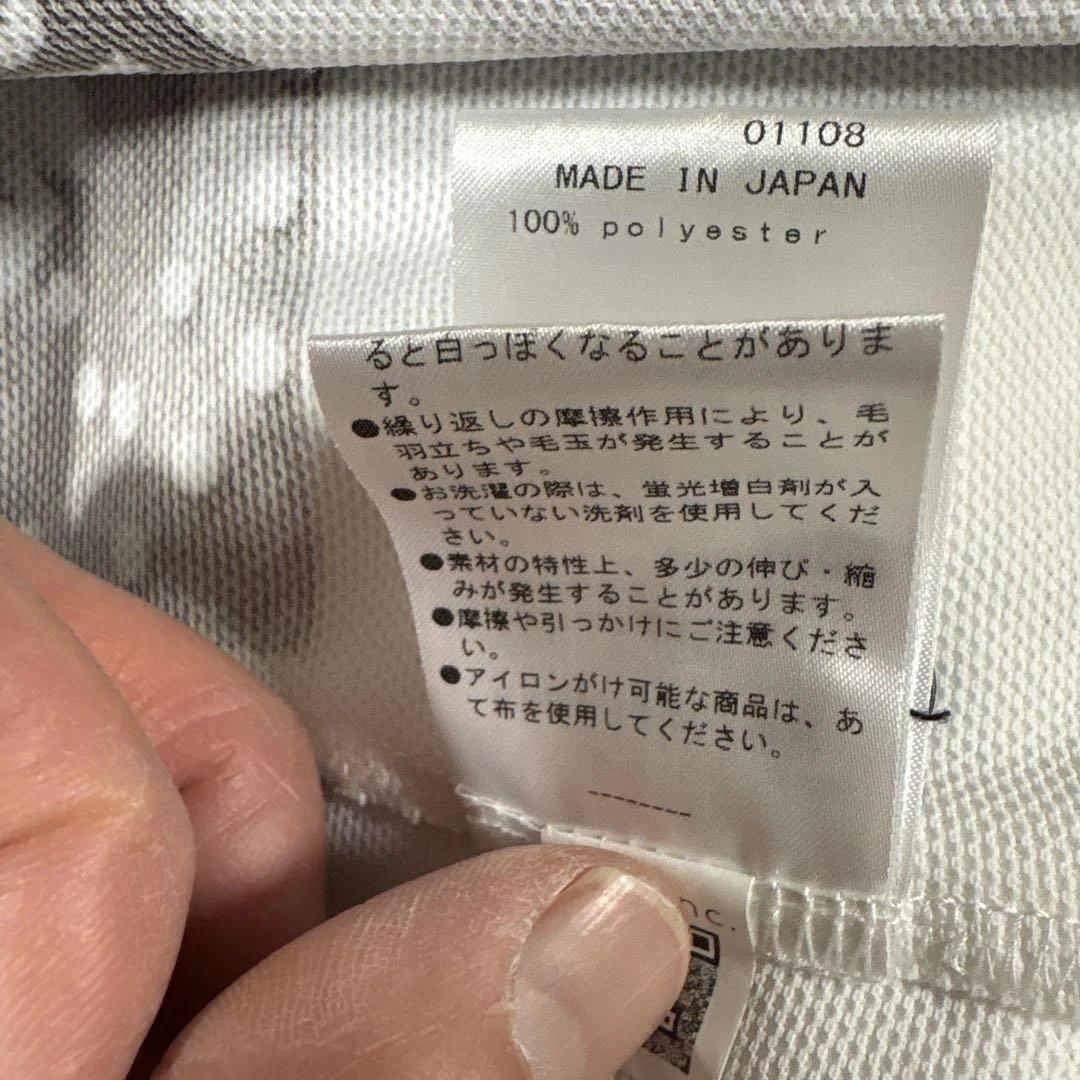 01108
MADE IN JAPAN
100% polyester
ると白っぽくなることがありま
す。
●繰り返しの摩擦作用により、毛
羽立ちや毛玉が発生することが
あります。
●お洗濯の際は、蛍光増白剤が入
っていない洗剤を使用してくだ
さい。
●素材の特性上、多少の伸び・縮
みが発生することがあります。
●摩擦や引っかけにご注意くださ
い。
●アイロンがけ可能な商品は、あ
て布を使用してください。
--------
nc.